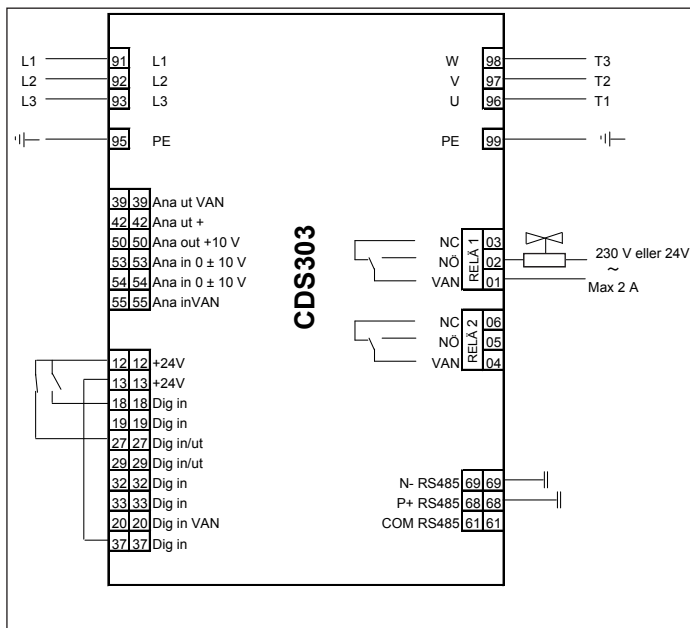 L1 91 L1 W 98 T3
L2 92 L2 V 97 T2
L3 93 L3 U 96 T1
95 PE PE 99
39 39 Ana ut VAN
42 42 Ana ut +
50 50 Ana out +10 V
53 53 Ana in 0 ± 10 V
54 54 Ana in 0 ± 10 V
55 55 Ana inVAN
CDS303
NC 03
NÖ 02
VAN 01
RELÄ 1
230 V eller 24V
~
Max 2 A
NC 06
NÖ 05
VAN 04
RELÄ 2
12 12 +24V
13 13 +24V
18 18 Dig in
19 19 Dig in
27 27 Dig in/ut
29 29 Dig in/ut
32 32 Dig in
33 33 Dig in
20 20 Dig in VAN
37 37 Dig in
N- RS485 69 69
P+ RS485 68 68
COM RS485 61 61